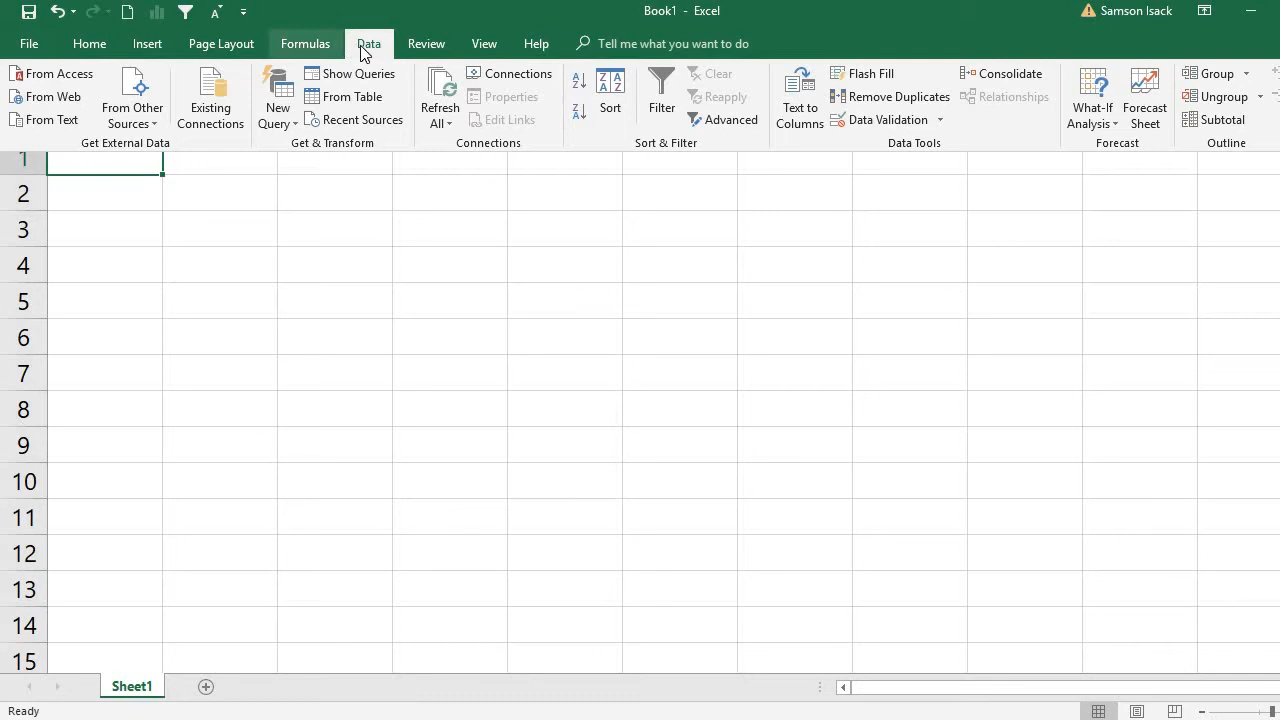 Book1 - Excel
Samson Isack
File Home Insert Page Layout Formulas Data Review View Help Tell me what you want to do
From Access
From Web
From Text
From Other Sources
Existing Connections
Get External Data
New Query
Show Queries
From Table
Recent Sources
Get & Transform
Refresh All
Connections
Properties
Edit Links
Connections
Sort
Filter
Clear
Reapply
Advanced
Sort & Filter
Text to Columns
Flash Fill
Remove Duplicates
Data Validation
Consolidate
Relationships
Data Tools
What-If Analysis
Forecast Sheet
Forecast
Group
Ungroup
Subtotal
Outline
1
2
3
4
5
6
7
8
9
10
11
12
13
14
15
Sheet1
Ready